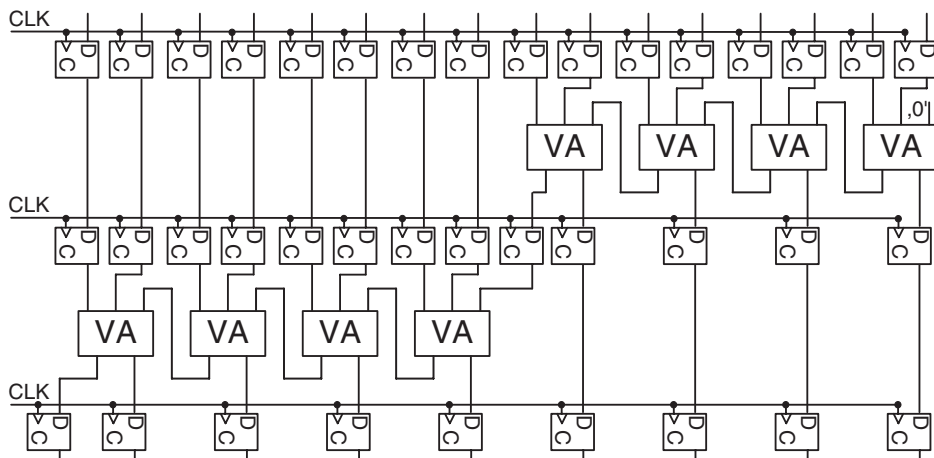 CLK
D D D D D D D D D D D D D D D D
C C C C C C C C C C C C C C C C
,0'
VA VA VA VA
CLK
D D D D D D D D D D D D D
C C C C C C C C C C C C C
VA VA VA VA
CLK
D D D D D D D D D
C C C C C C C C C